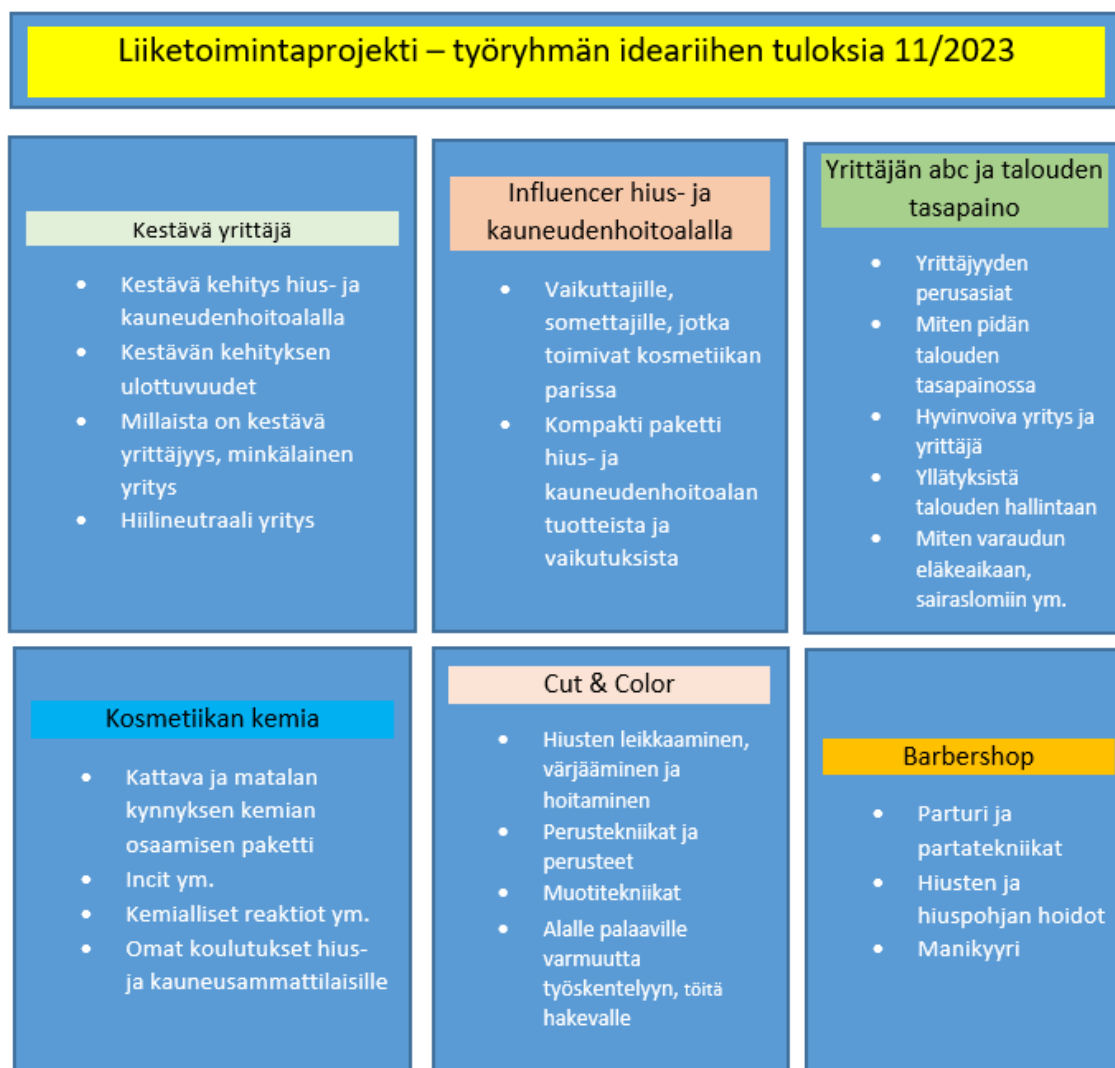 Liiketoimintaprojekti – työryhmän ideariihen tuloksia 11/2023
Kestävä yrittäjä
• Kestävä kehitys hius- ja
kauneudenhoitoalalla
• Kestävän kehityksen
ulottuvuudet
• Millaista on kestävä
yrittäjyys, minkälainen
yritys
• Hiilineutraali yritys
Influencer hius- ja
kauneudenhoitoalalla
• Vaikuttajille,
somettajille, jotka
toimivat kosmetiikan
parissa
• Kompakti paketti
hius- ja
kauneudenhoitoalan
tuotteista ja
vaikutuksista
Yrittäjän abc ja talouden
tasapaino
• Yrittäjyyden
perusasiat
• Miten pidän
talouden
tasapainossa
• Hyvinvoiva yritys ja
yrittäjä
• Yllätyksistä
talouden hallintaan
• Miten varaudun
eläkeaikaan,
sairaslomiin ym.
Kosmetiikan kemia
• Kattava ja matalan
kynnyksen kemian
osaamisen paketti
• Incit ym.
• Kemialliset reaktiot ym.
• Omat koulutukset hius-
ja kauneusammattilaisille
Cut & Color
• Hiusten leikkaaminen,
värjääminen ja
hoitaminen
• Perustekniikat ja
perusteet
• Muotitekniikat
• Alalle palaaville
varmuutta
työskentelyyn, töitä
hakevalle
Barbershop
• Parturi ja
partatekniikat
• Hiusten ja
hiuspohjan hoidot
• Manikyyri